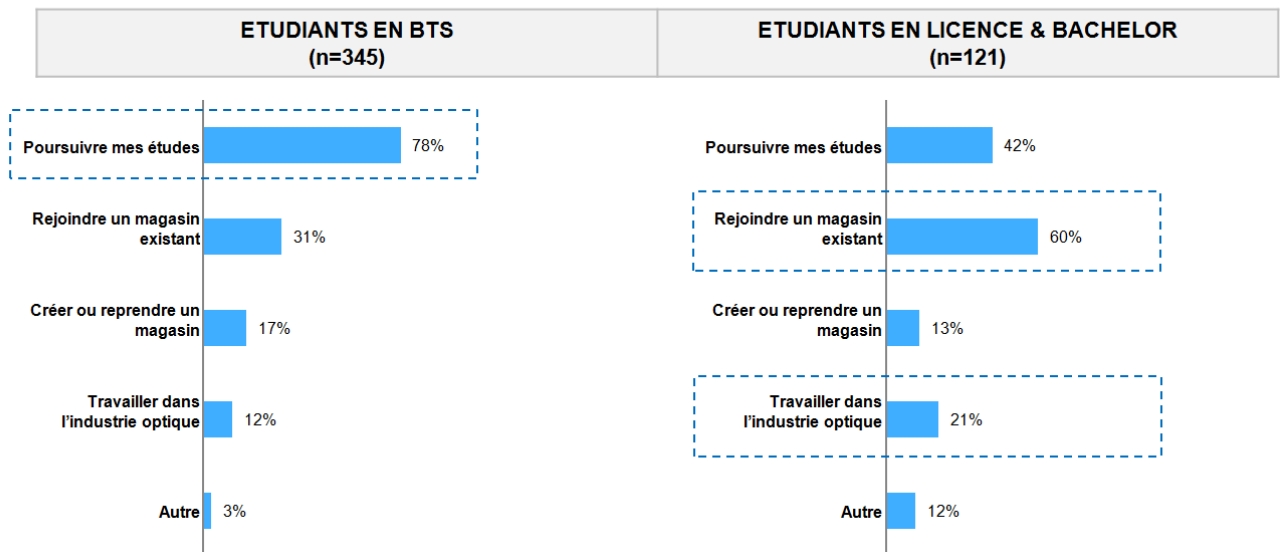 ETUDIANTS EN BTS
(n=345)
ETUDIANTS EN LICENCE & BACHELOR
(n=121)
Poursuivre mes études
78%
Rejoindre un magasin
existant
31%
Créer ou reprendre un
magasin
17%
Travailler dans
l’industrie optique
12%
Autre
3%
Poursuivre mes études
42%
Rejoindre un magasin
existant
60%
Créer ou reprendre un
magasin
13%
Travailler dans
l’industrie optique
21%
Autre
12%